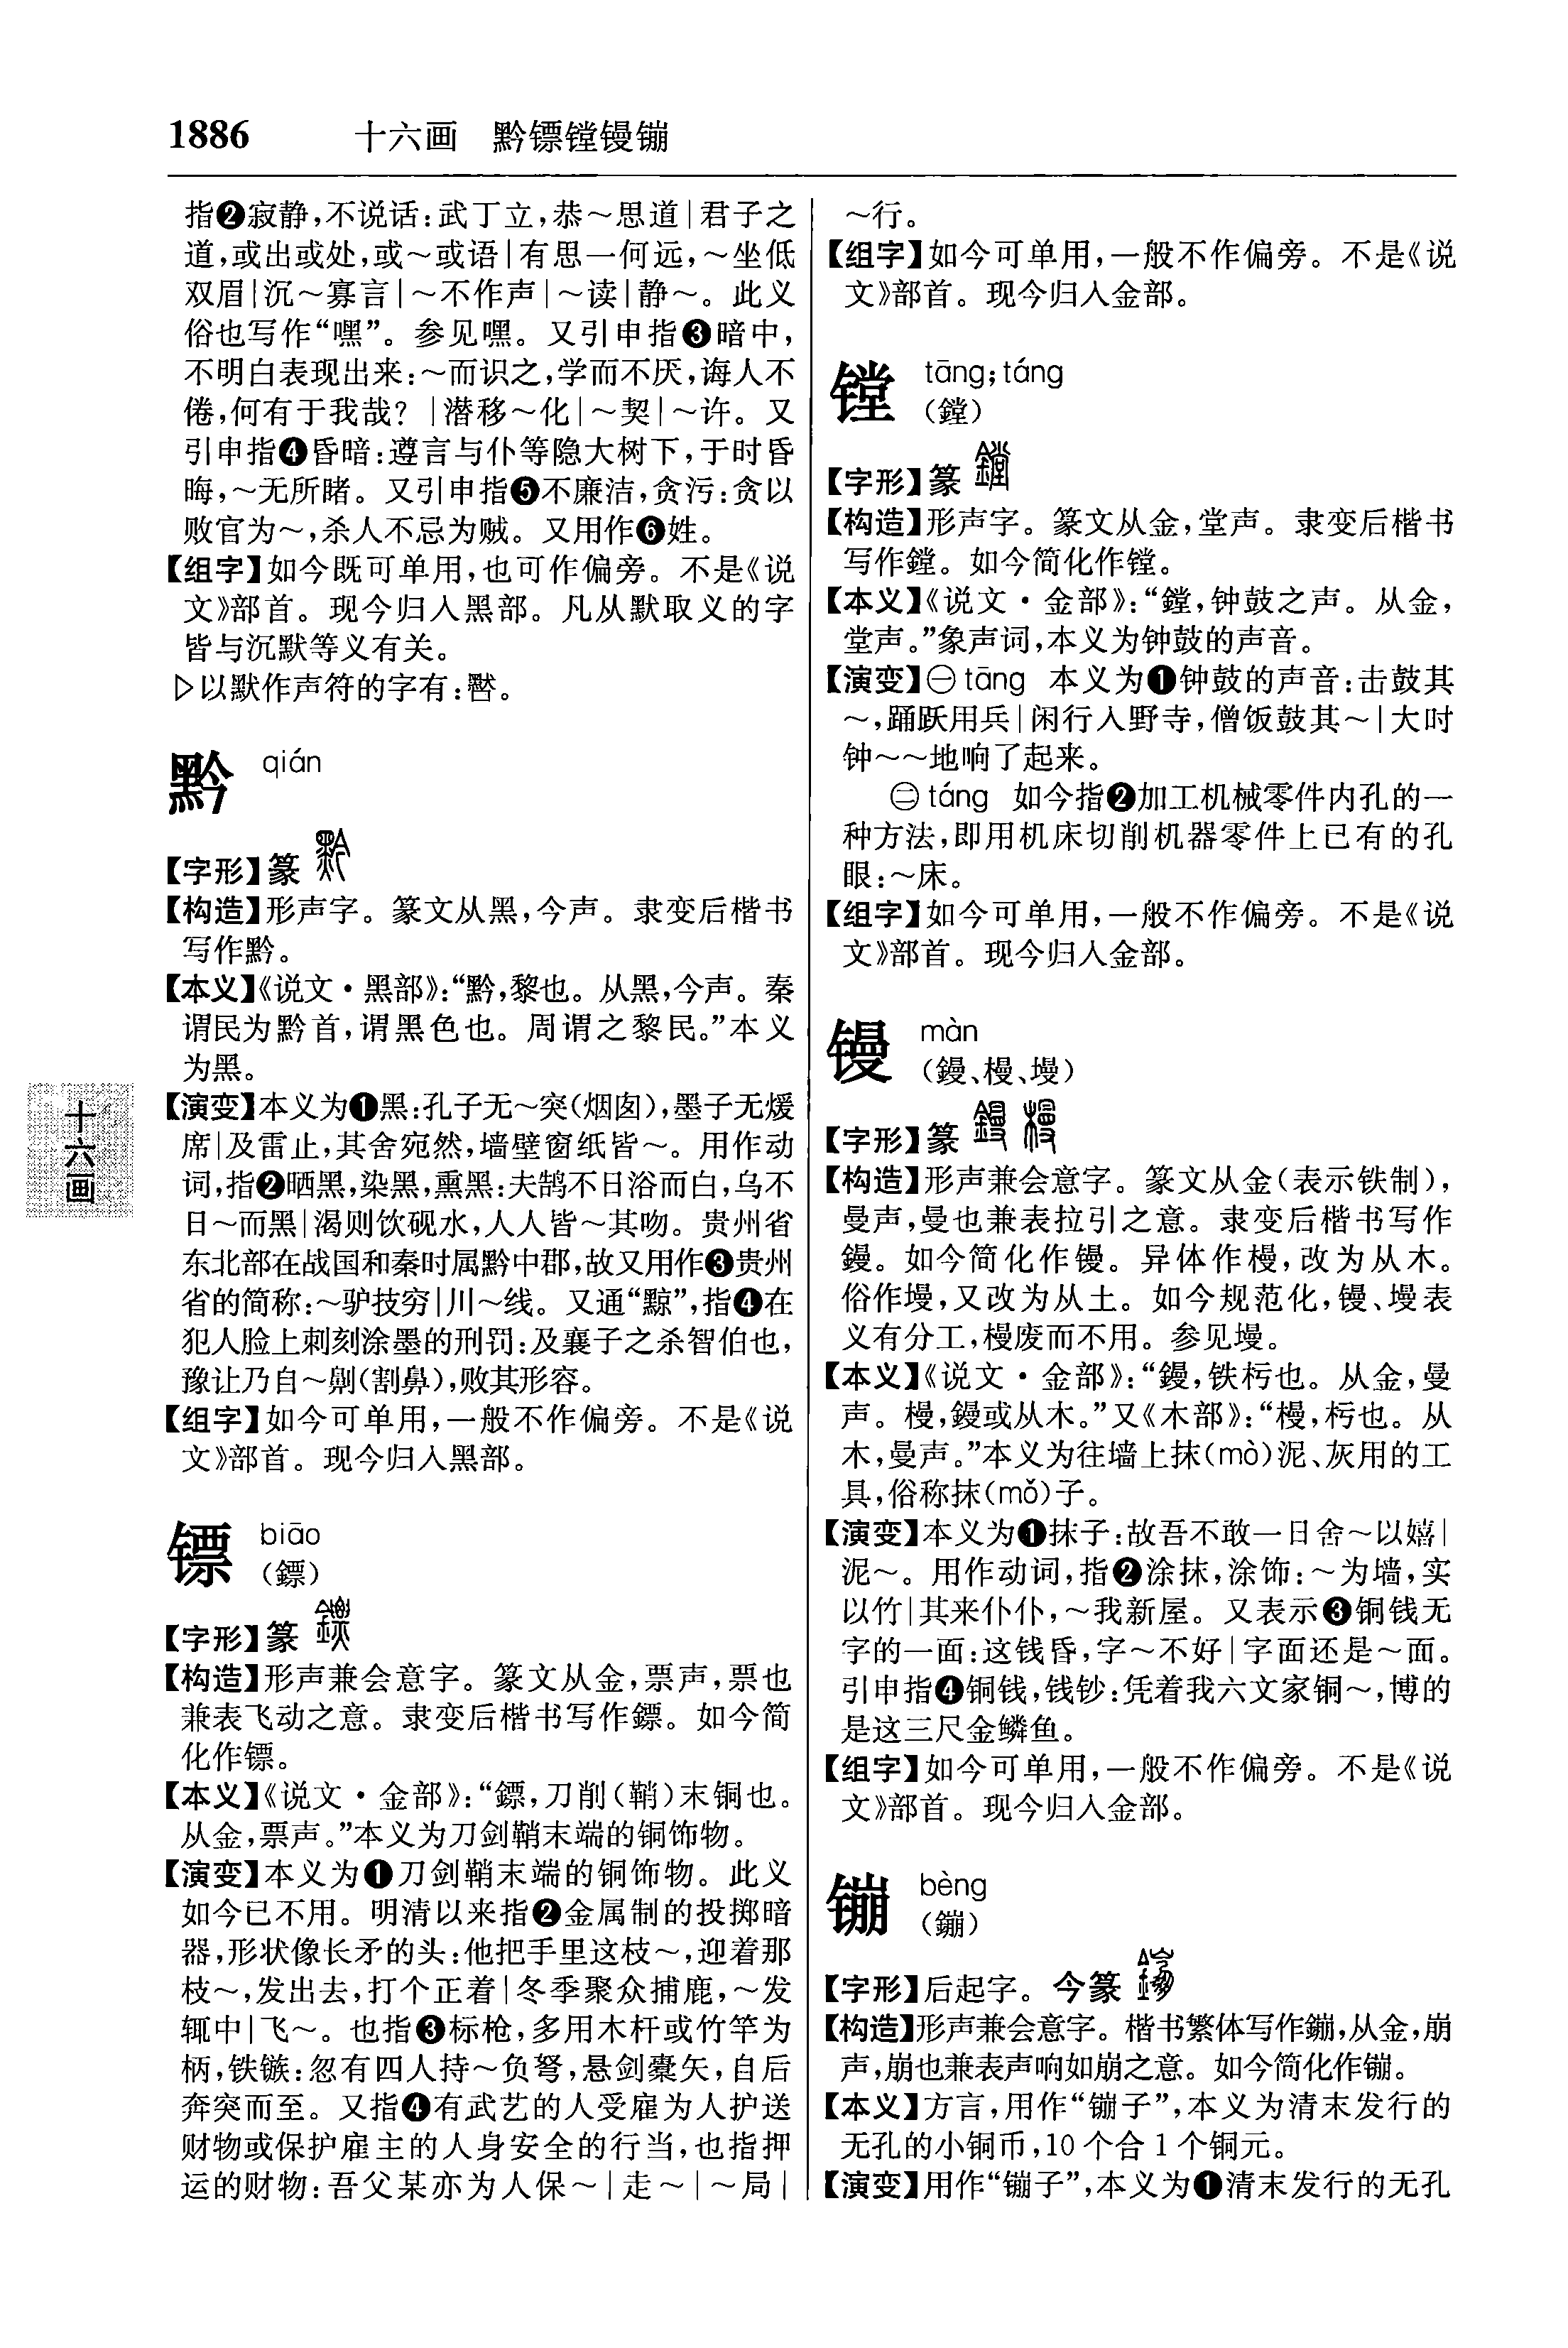 1886 十六画 黔镖镗镘镚
指❷寂静,不说话:武丁立,恭～思道|君子之
道,或出或处,或～或语|有思一何远,～坐低
双眉|沉～寡言|～不作声|～读|静～。此义
俗也写作“嘿”。参见嘿。又引申指❸暗中,
不明白表现出来:～而识之,学而不厌,诲人不
倦,何有于我哉？|潜移～化|～契|～许。又
引申指❹昏暗:遵言与仆等隐大树下,于时昏
晦,～无所睹。又引申指❺不廉洁,贪污:贪以
败官为～,杀人不忌为贼。又用作❻姓。
【组字】如今既可单用,也可作偏旁。不是《说
文》部首。现今归入黑部。凡从默取义的字
皆与沉默等义有关。
▷以默作声符的字有:嚜。
黔 qián
【字形】篆
【构造】形声字。篆文从黑,今声。隶变后楷书
写作黔。
【本义】《说文·黑部》:“黔,黎也。从黑,今声。秦
谓民为黔首,谓黑色也。周谓之黎民。”本义
为黑。
【演变】本义为❶黑:孔子无～突(烟囱),墨子无煖
席|及雷止,其舍宛然,墙壁窗纸皆～。用作动
词,指❷晒黑,染黑,熏黑:夫鹄不日浴而白,乌不
日～而黑|渴则饮砚水,人人皆～其吻。贵州省
东北部在战国和秦时属黔中郡,故又用作❸贵州
省的简称:～驴技穷|川～线。又通“黥”,指❹在
犯人脸上刺刻涂墨的刑罚:及襄子之杀智伯也,
豫让乃自～劓(割鼻),败其形容。
【组字】如今可单用,一般不作偏旁。不是《说
文》部首。现今归入黑部。
镖 biāo
(鏢)
【字形】篆
【构造】形声兼会意字。篆文从金,票声,票也
兼表飞动之意。隶变后楷书写作鏢。如今简
化作镖。
【本义】《说文·金部》:“鏢,刀削(鞘)末铜也。
从金,票声。”本义为刀剑鞘末端的铜饰物。
【演变】本义为❶刀剑鞘末端的铜饰物。此义
如今已不用。明清以来指❷金属制的投掷暗
器,形状像长矛的头:他把手里这枝～,迎着那
枝～,发出去,打个正着|冬季聚众捕鹿,～发
辄中|飞～。也指❸标枪,多用木杆或竹竿为
柄,铁镞:忽有四人持～负弩,悬剑橐矢,自后
奔突而至。又指❹有武艺的人受雇为人护送
财物或保护雇主的人身安全的行当,也指押
运的财物:吾父某亦为人保～|走～|～局|
～行。
【组字】如今可单用,一般不作偏旁。不是《说
文》部首。现今归入金部。
镗 tāng;táng
(鏜)
【字形】篆
【构造】形声字。篆文从金,堂声。隶变后楷书
写作鏜。如今简化作镗。
【本义】《说文·金部》:“鏜,钟鼓之声。从金,
堂声。”象声词,本义为钟鼓的声音。
【演变】㊀tāng 本义为❶钟鼓的声音:击鼓其
～,踊跃用兵|闲行入野寺,僧饭鼓其～|大时
钟～～地响了起来。
㊁táng 如今指❷加工机械零件内孔的一
种方法,即用机床切削机器零件上已有的孔
眼:～床。
【组字】如今可单用,一般不作偏旁。不是《说
文》部首。现今归入金部。
镘 màn
(鏝、槾、墁)
【字形】篆
【构造】形声兼会意字。篆文从金(表示铁制),
曼声,曼也兼表拉引之意。隶变后楷书写作
鏝。如今简化作镘。异体作槾,改为从木。
俗作墁,又改为从土。如今规范化,镘、墁表
义有分工,槾废而不用。参见墁。
【本义】《说文·金部》:“鏝,铁杇也。从金,曼
声。槾,鏝或从木。”又《木部》:“槾,杇也。从
木,曼声。”本义为往墙上抹(mò)泥、灰用的工
具,俗称抹(mǒ)子。
【演变】本义为❶抹子:故吾不敢一日舍～以嬉|
泥～。用作动词,指❷涂抹,涂饰:～为墙,实
以竹|其来仆仆,～我新屋。又表示❸铜钱无
字的一面:这钱昏,字～不好|字面还是～面。
引申指❹铜钱,钱钞:凭着我六文家铜～,博的
是这三尺金鳞鱼。
【组字】如今可单用,一般不作偏旁。不是《说
文》部首。现今归入金部。
镚 bèng
(鏰)
【字形】后起字。今篆
【构造】形声兼会意字。楷书繁体写作鏰,从金,崩
声,崩也兼表声响如崩之意。如今简化作镚。
【本义】方言,用作“镚子”,本义为清末发行的
无孔的小铜币,10个合1个铜元。
【演变】用作“镚子”,本义为❶清末发行的无孔
十六画